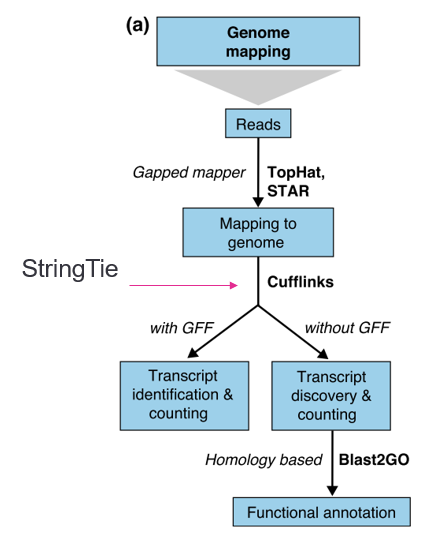 (a)
Genome
mapping
Reads
Gapped mapper
TopHat,
STAR
Mapping to
genome
StringTie
Cufflinks
with GFF
without GFF
Transcript
identification &
counting
Transcript
discovery &
counting
Homology based
Blast2GO
Functional annotation